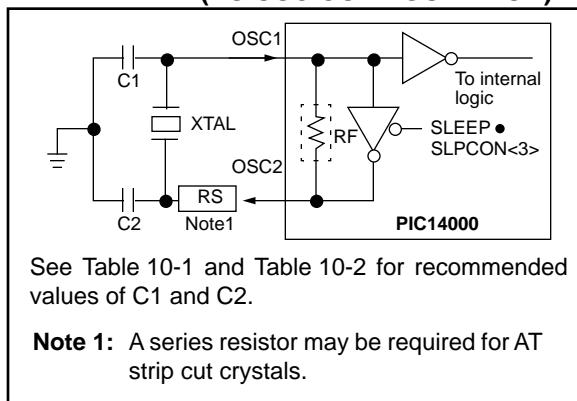 OSC1
C1
To internal
logic
XTAL
RF
SLEEP ●
SLPCON<3>
OSC2
RS
C2
Note1
PIC14000
See Table 10-1 and Table 10-2 for recommended
values of C1 and C2.
Note 1: A series resistor may be required for AT
strip cut crystals.